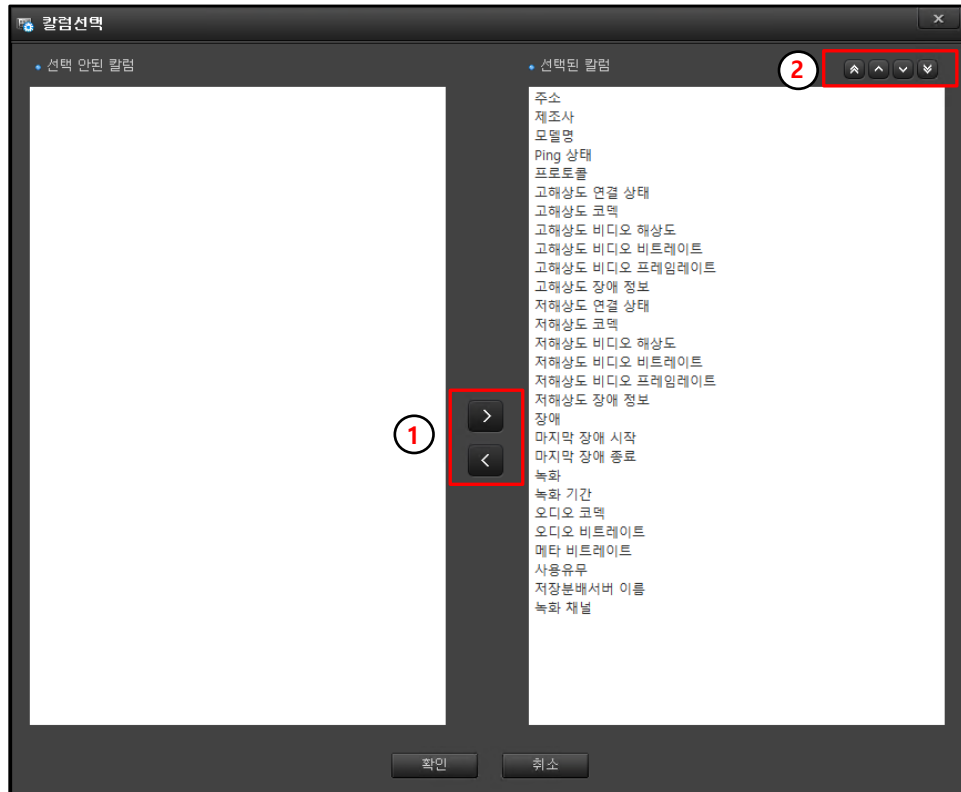 칼럼선택
선택 안된 칼럼
선택된 칼럼
2
주소
제조사
모델명
Ping 상태
프로토콜
고해상도 연결 상태
고해상도 코덱
고해상도 비디오 해상도
고해상도 비디오 비트레이트
고해상도 비디오 프레임레이트
고해상도 장애 정보
저해상도 연결 상태
저해상도 코덱
저해상도 비디오 해상도
저해상도 비디오 비트레이트
저해상도 비디오 프레임레이트
저해상도 장애 정보
1
장애
마지막 장애 시작
마지막 장애 종료
녹화
녹화 기간
오디오 코덱
오디오 비트레이트
메타 비트레이트
사용유무
저장분배서버 이름
녹화 채널
확인
취소